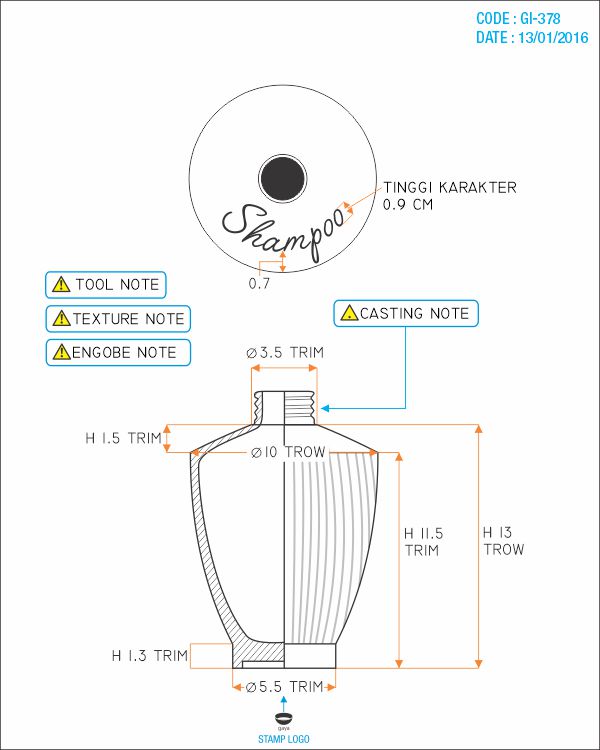 CODE : GI-378
DATE : 13/01/2016
TINGGI KARAKTER
0.9 CM
Shampoo
0.7
TOOL NOTE
TEXTURE NOTE
ENGOBE NOTE
CASTING NOTE
⌀3.5 TRIM
H 1.5 TRIM
⌀10 TROW
H 11.5
TRIM
H 13
TROW
H 1.3 TRIM
⌀5.5 TRIM
gaya
STAMP LOGO